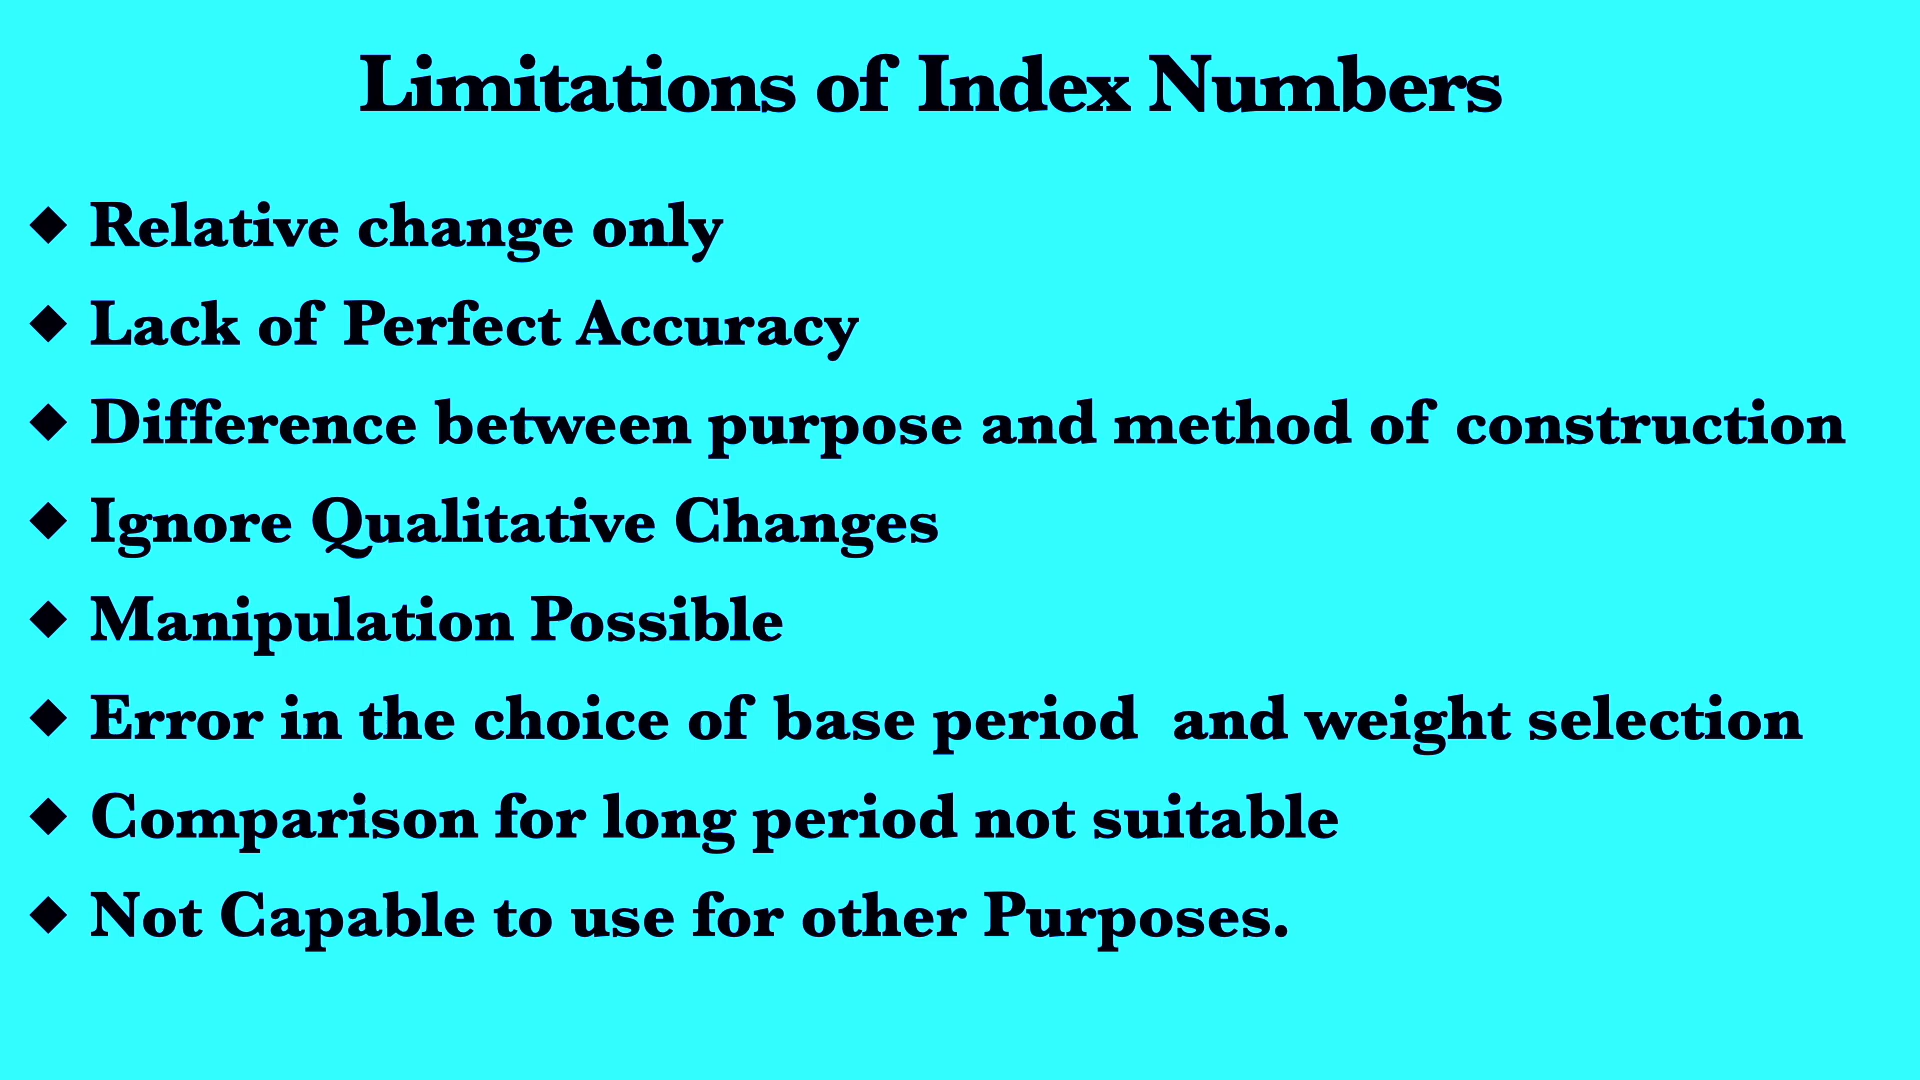 Limitations of Index Numbers
◆ Relative change only
◆ Lack of Perfect Accuracy
◆ Difference between purpose and method of construction
◆ Ignore Qualitative Changes
◆ Manipulation Possible
◆ Error in the choice of base period  and weight selection
◆ Comparison for long period not suitable
◆ Not Capable to use for other Purposes.